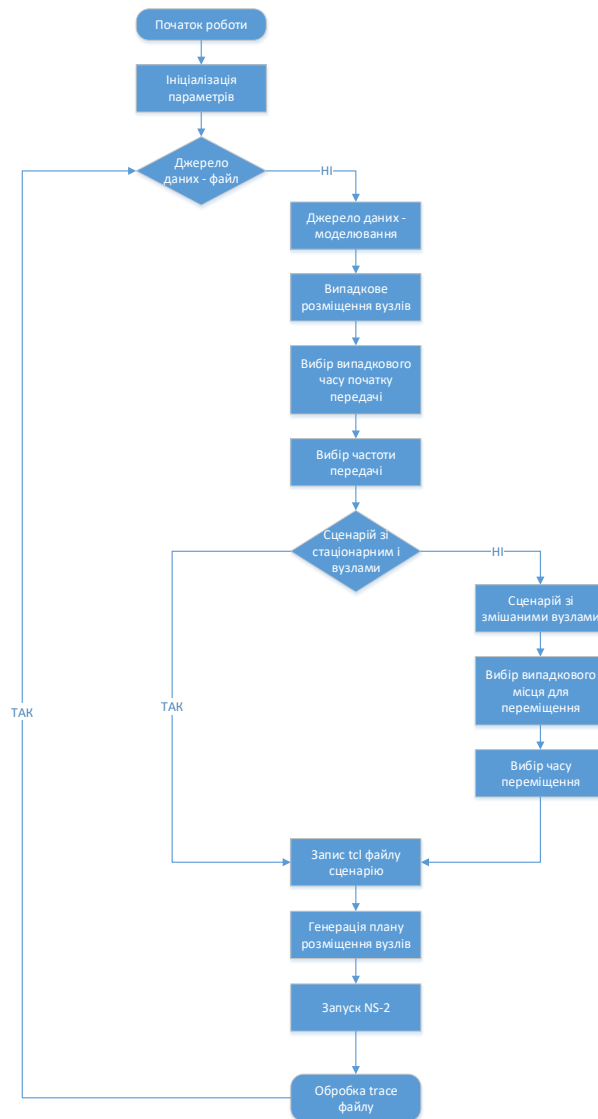 Початок роботи
Ініціалізація
параметрів
Джерело
даних - файл
НІ
Джерело даних -
моделювання
Випадкове
розміщення вузлів
Вибір випадкового
часу початку
передачі
Вибір частоти
передачі
Сценарій зі
стаціонарним і
вузлами
НІ
Сценарій зі
змішаними вузлами
Вибір випадкового
місця для
переміщення
ТАК
ТАК
Вибір часу
переміщення
Запис tcl файлу
сценарію
Генерація плану
розміщення вузлів
Запуск NS-2
Обробка trace
файлу